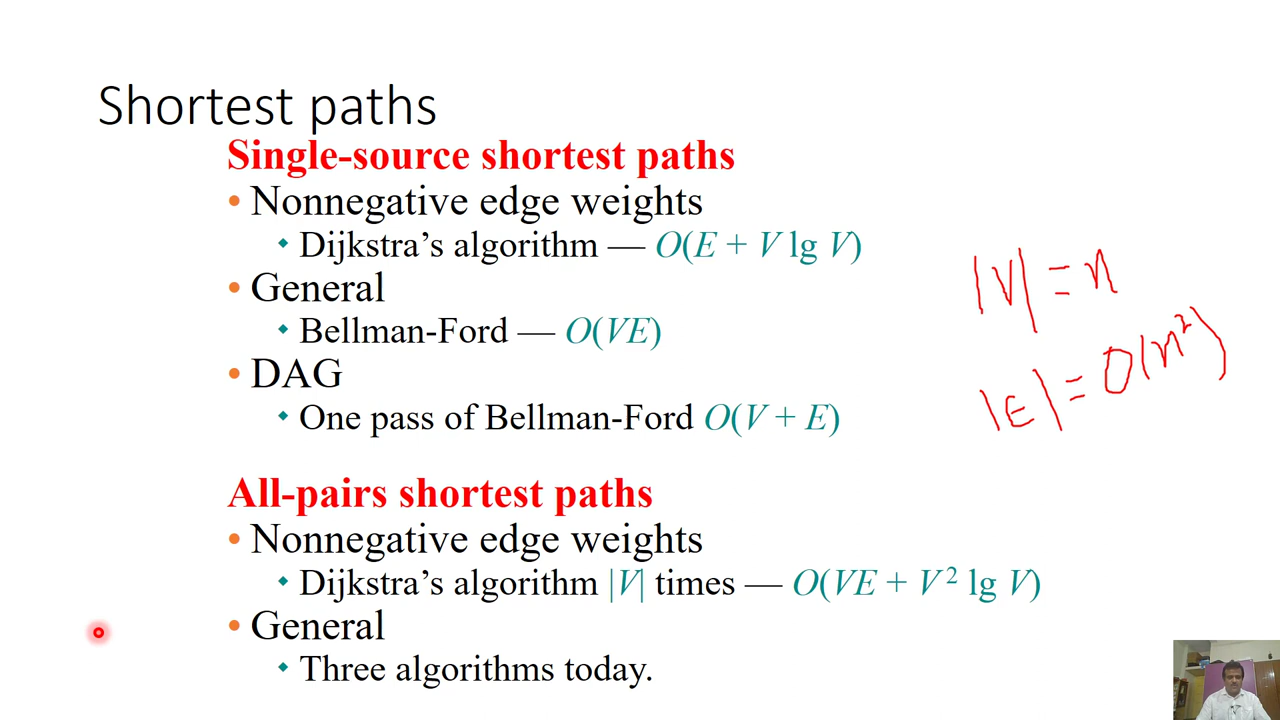 Shortest paths
Single-source shortest paths
• Nonnegative edge weights
◆ Dijkstra’s algorithm — O(E + V lg V)
• General
◆ Bellman-Ford — O(VE)
• DAG
◆ One pass of Bellman-Ford O(V + E)
|V| = n
|E| = O(n²)
All-pairs shortest paths
• Nonnegative edge weights
◆ Dijkstra’s algorithm |V| times — O(VE + V² lg V)
• General
◆ Three algorithms today.